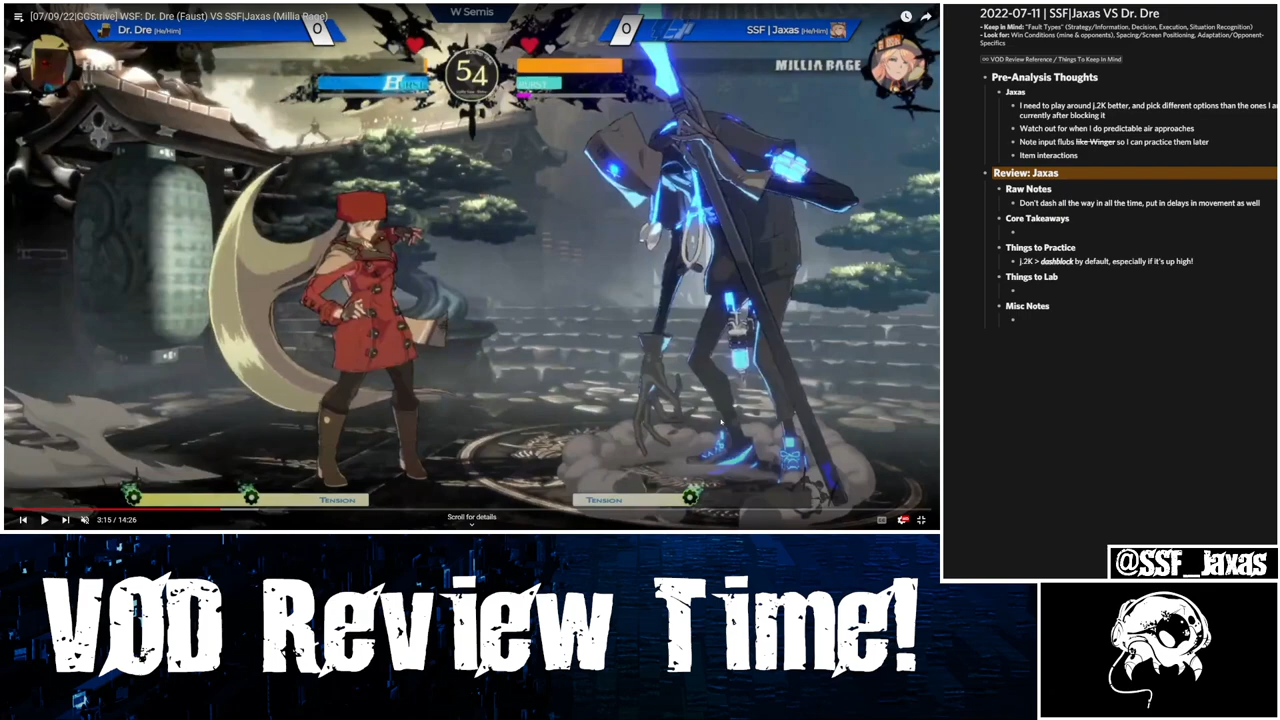 [07/09/22|GGStrive] WSF: Dr. Dre (Faust) VS SSF|Jaxas (Millia Rage)
W Semis
Dr. Dre [He/Him]
0
0
SSF | Jaxas [He/Him]
FAUST
54
MILLIA RAGE
BURST
BURST
TENSION
TENSION
Scroll for details
3:15 / 14:26
2022-07-11 | SSF|Jaxas VS Dr. Dre
- Keep in Mind: "Fault Types" (Strategy/Information, Decision, Execution, Situation Recognition)
- Look for: Win Conditions (mine & opponents), Spacing/Screen Positioning, Adaptation/Opponent-
Specifics
VOD Review Reference / Things To Keep In Mind
Pre-Analysis Thoughts
Jaxas
I need to play around j.2K better, and pick different options than the ones I a
currently after blocking it
Watch out for when I do predictable air approaches
Note input flubs like Winger so I can practice them later
Item interactions
Review: Jaxas
Raw Notes
Don't dash all the way in all the time, put in delays in movement as well
Core Takeaways
Things to Practice
j.2K > dashblock by default, especially if it's up high!
Things to Lab
Misc Notes
@SSF_Jaxas
VOD Review Time!